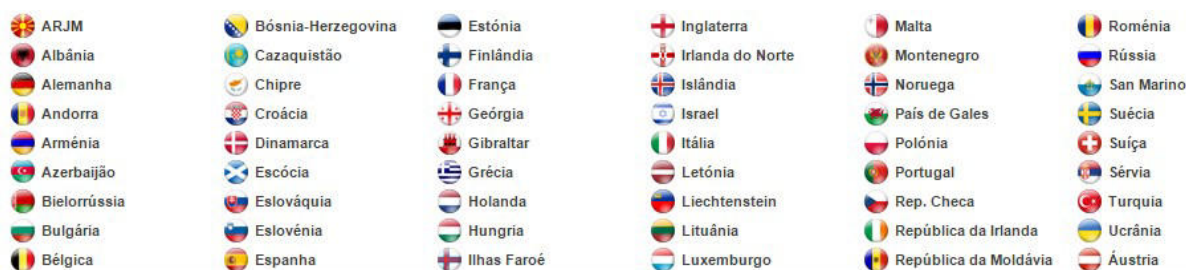 ARJM
Albânia
Alemanha
Andorra
Arménia
Azerbaijão
Bielorrússia
Bulgária
Bélgica
Bósnia-Herzegovina
Cazaquistão
Chipre
Croácia
Dinamarca
Escócia
Eslováquia
Eslovénia
Espanha
Estónia
Finlândia
França
Geórgia
Gibraltar
Grécia
Holanda
Hungria
Ilhas Faroé
Inglaterra
Irlanda do Norte
Islândia
Israel
Itália
Letónia
Liechtenstein
Lituânia
Luxemburgo
Malta
Montenegro
Noruega
País de Gales
Polónia
Portugal
Rep. Checa
República da Irlanda
República da Moldávia
Roménia
Rússia
San Marino
Suécia
Suíça
Sérvia
Turquia
Ucrânia
Áustria